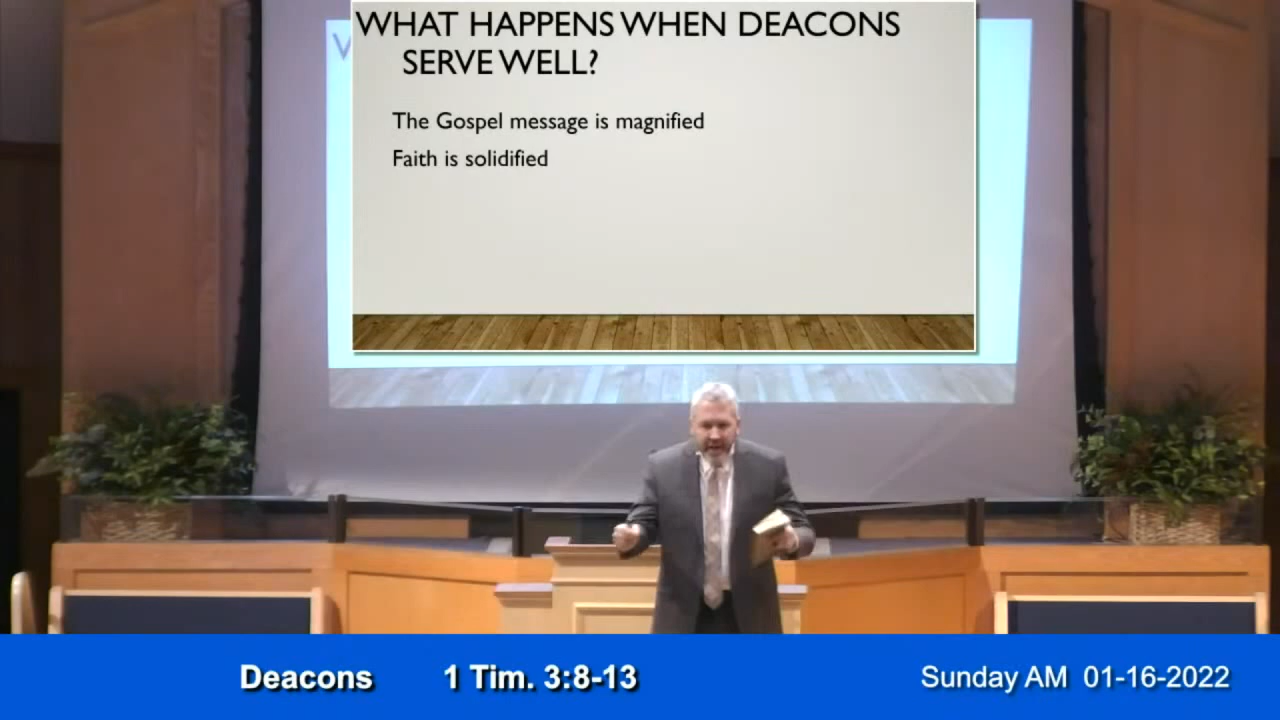 WHAT HAPPENS WHEN DEACONS
SERVE WELL?
The Gospel message is magnified
Faith is solidified
Deacons 1 Tim. 3:8-13 Sunday AM 01-16-2022